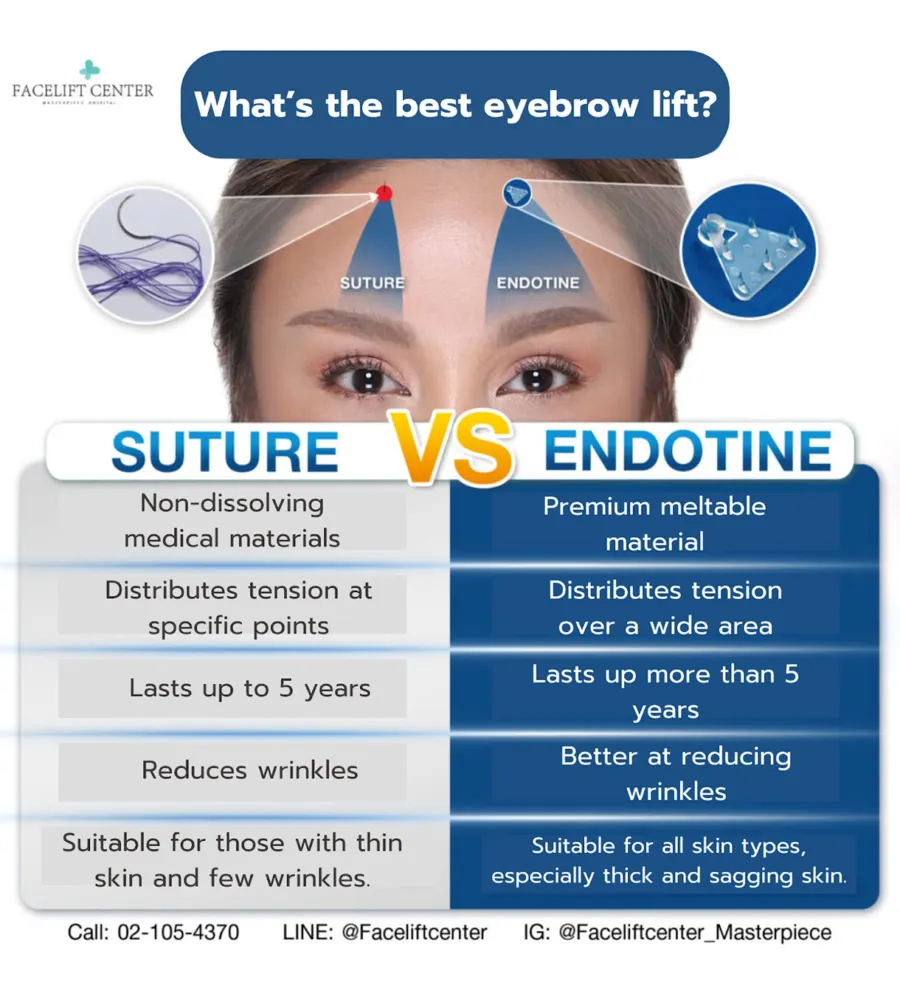 FACELIFT CENTER
MASTERPIECE HOSPITAL
What's the best eyebrow lift?
SUTURE
ENDOTINE
SUTURE VS ENDOTINE
Non-dissolving
medical materials
Premium meltable
material
Distributes tension at
specific points
Distributes tension
over a wide area
Lasts up to 5 years
Lasts up more than 5
years
Reduces wrinkles
Better at reducing
wrinkles
Suitable for those with thin
skin and few wrinkles.
Suitable for all skin types,
especially thick and sagging skin.
Call: 02-105-4370 LINE: @Faceliftcenter IG: @Faceliftcenter_Masterpiece